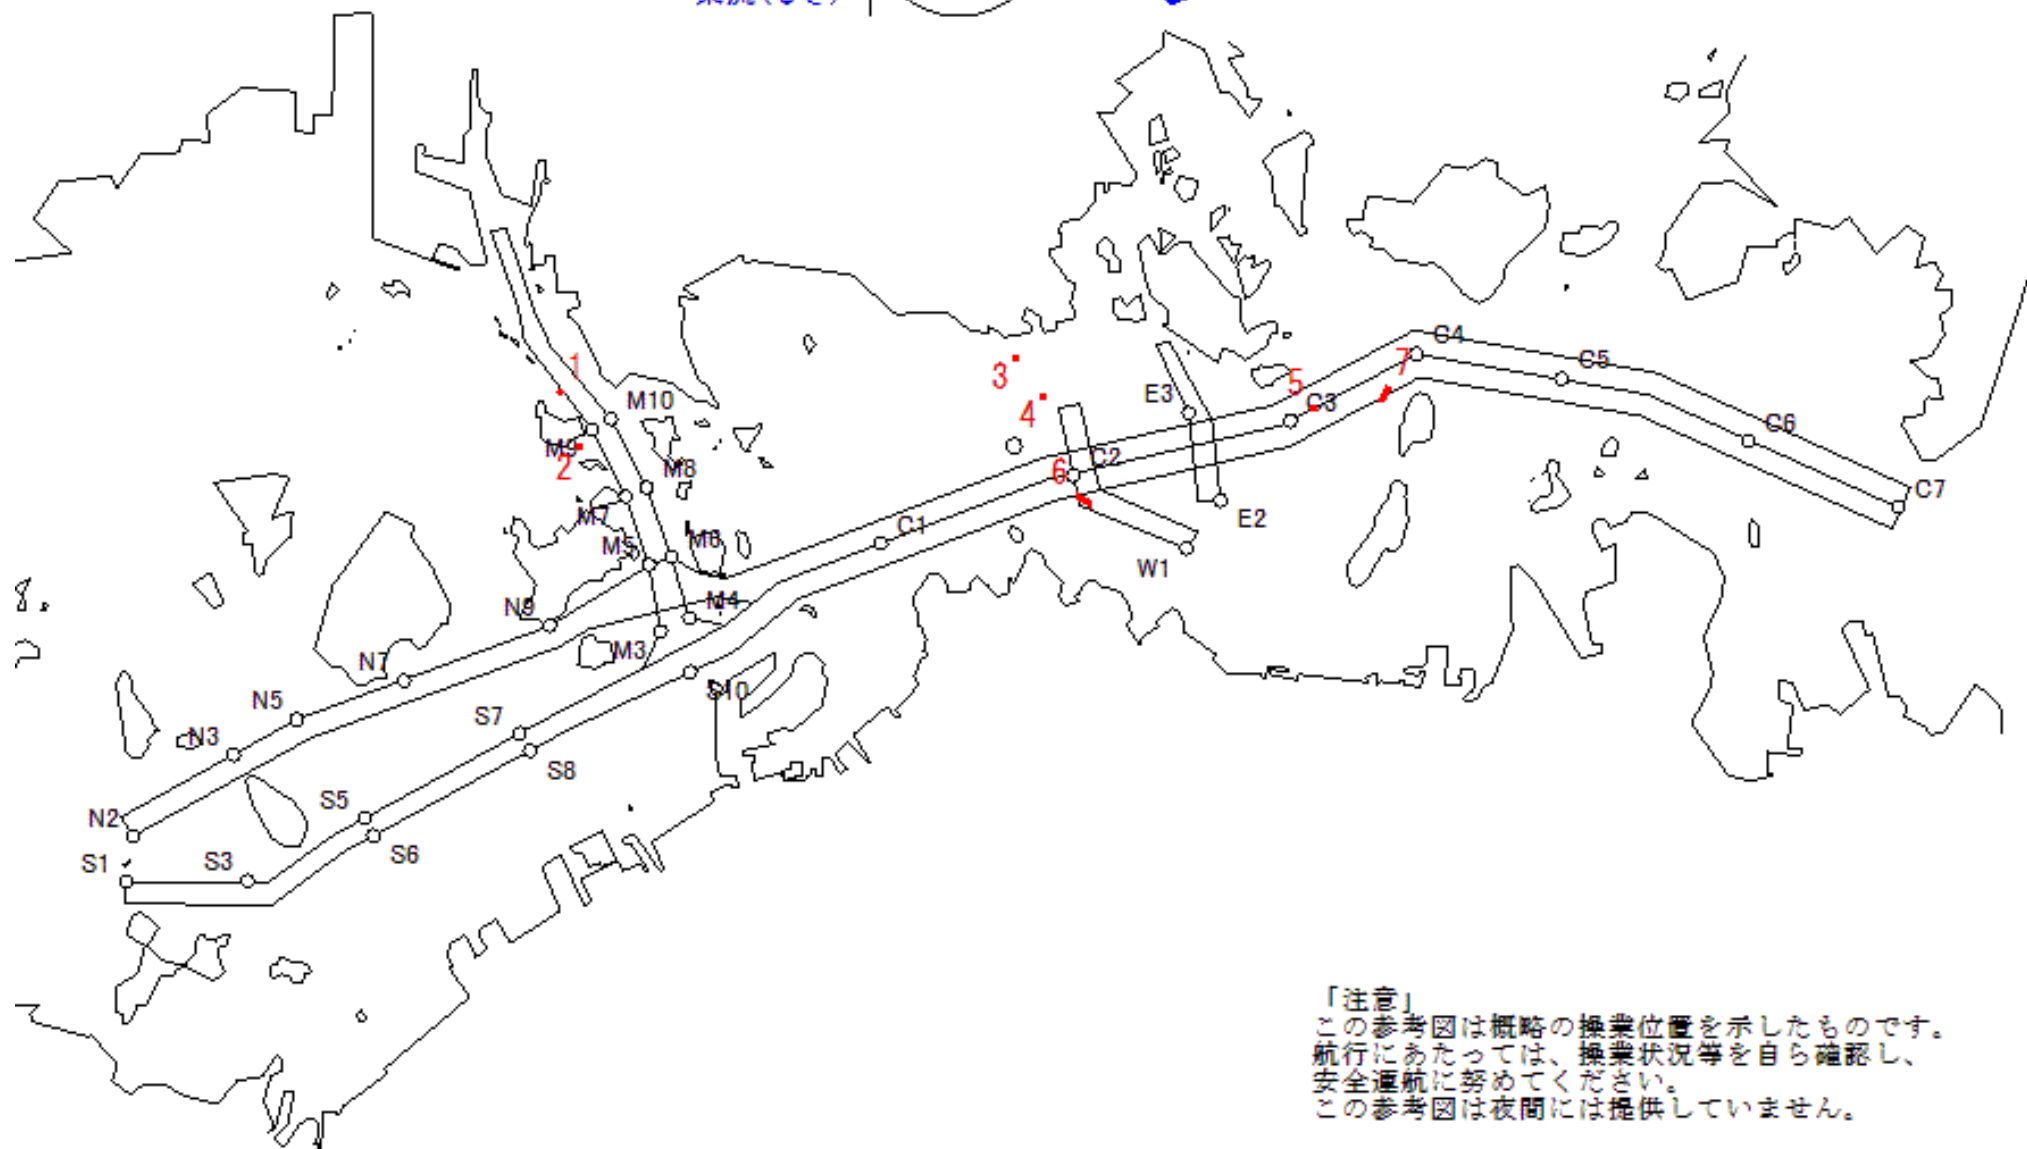 1
M10
M9
2
M8
M7
M5
M6
M4
M3
3
4
E3
5
C3
7
C4
C5
C6
C7
6
C2
C1
E2
W1
N9
N7
N5
N3
N2
S1
S3
S5
S6
S7
S8
S10
「注意」
この参考図は概略の操業位置を示したものです。
航行にあたっては、操業状況等を自ら確認し、
安全運航に努めてください。
この参考図は夜間には提供していません。